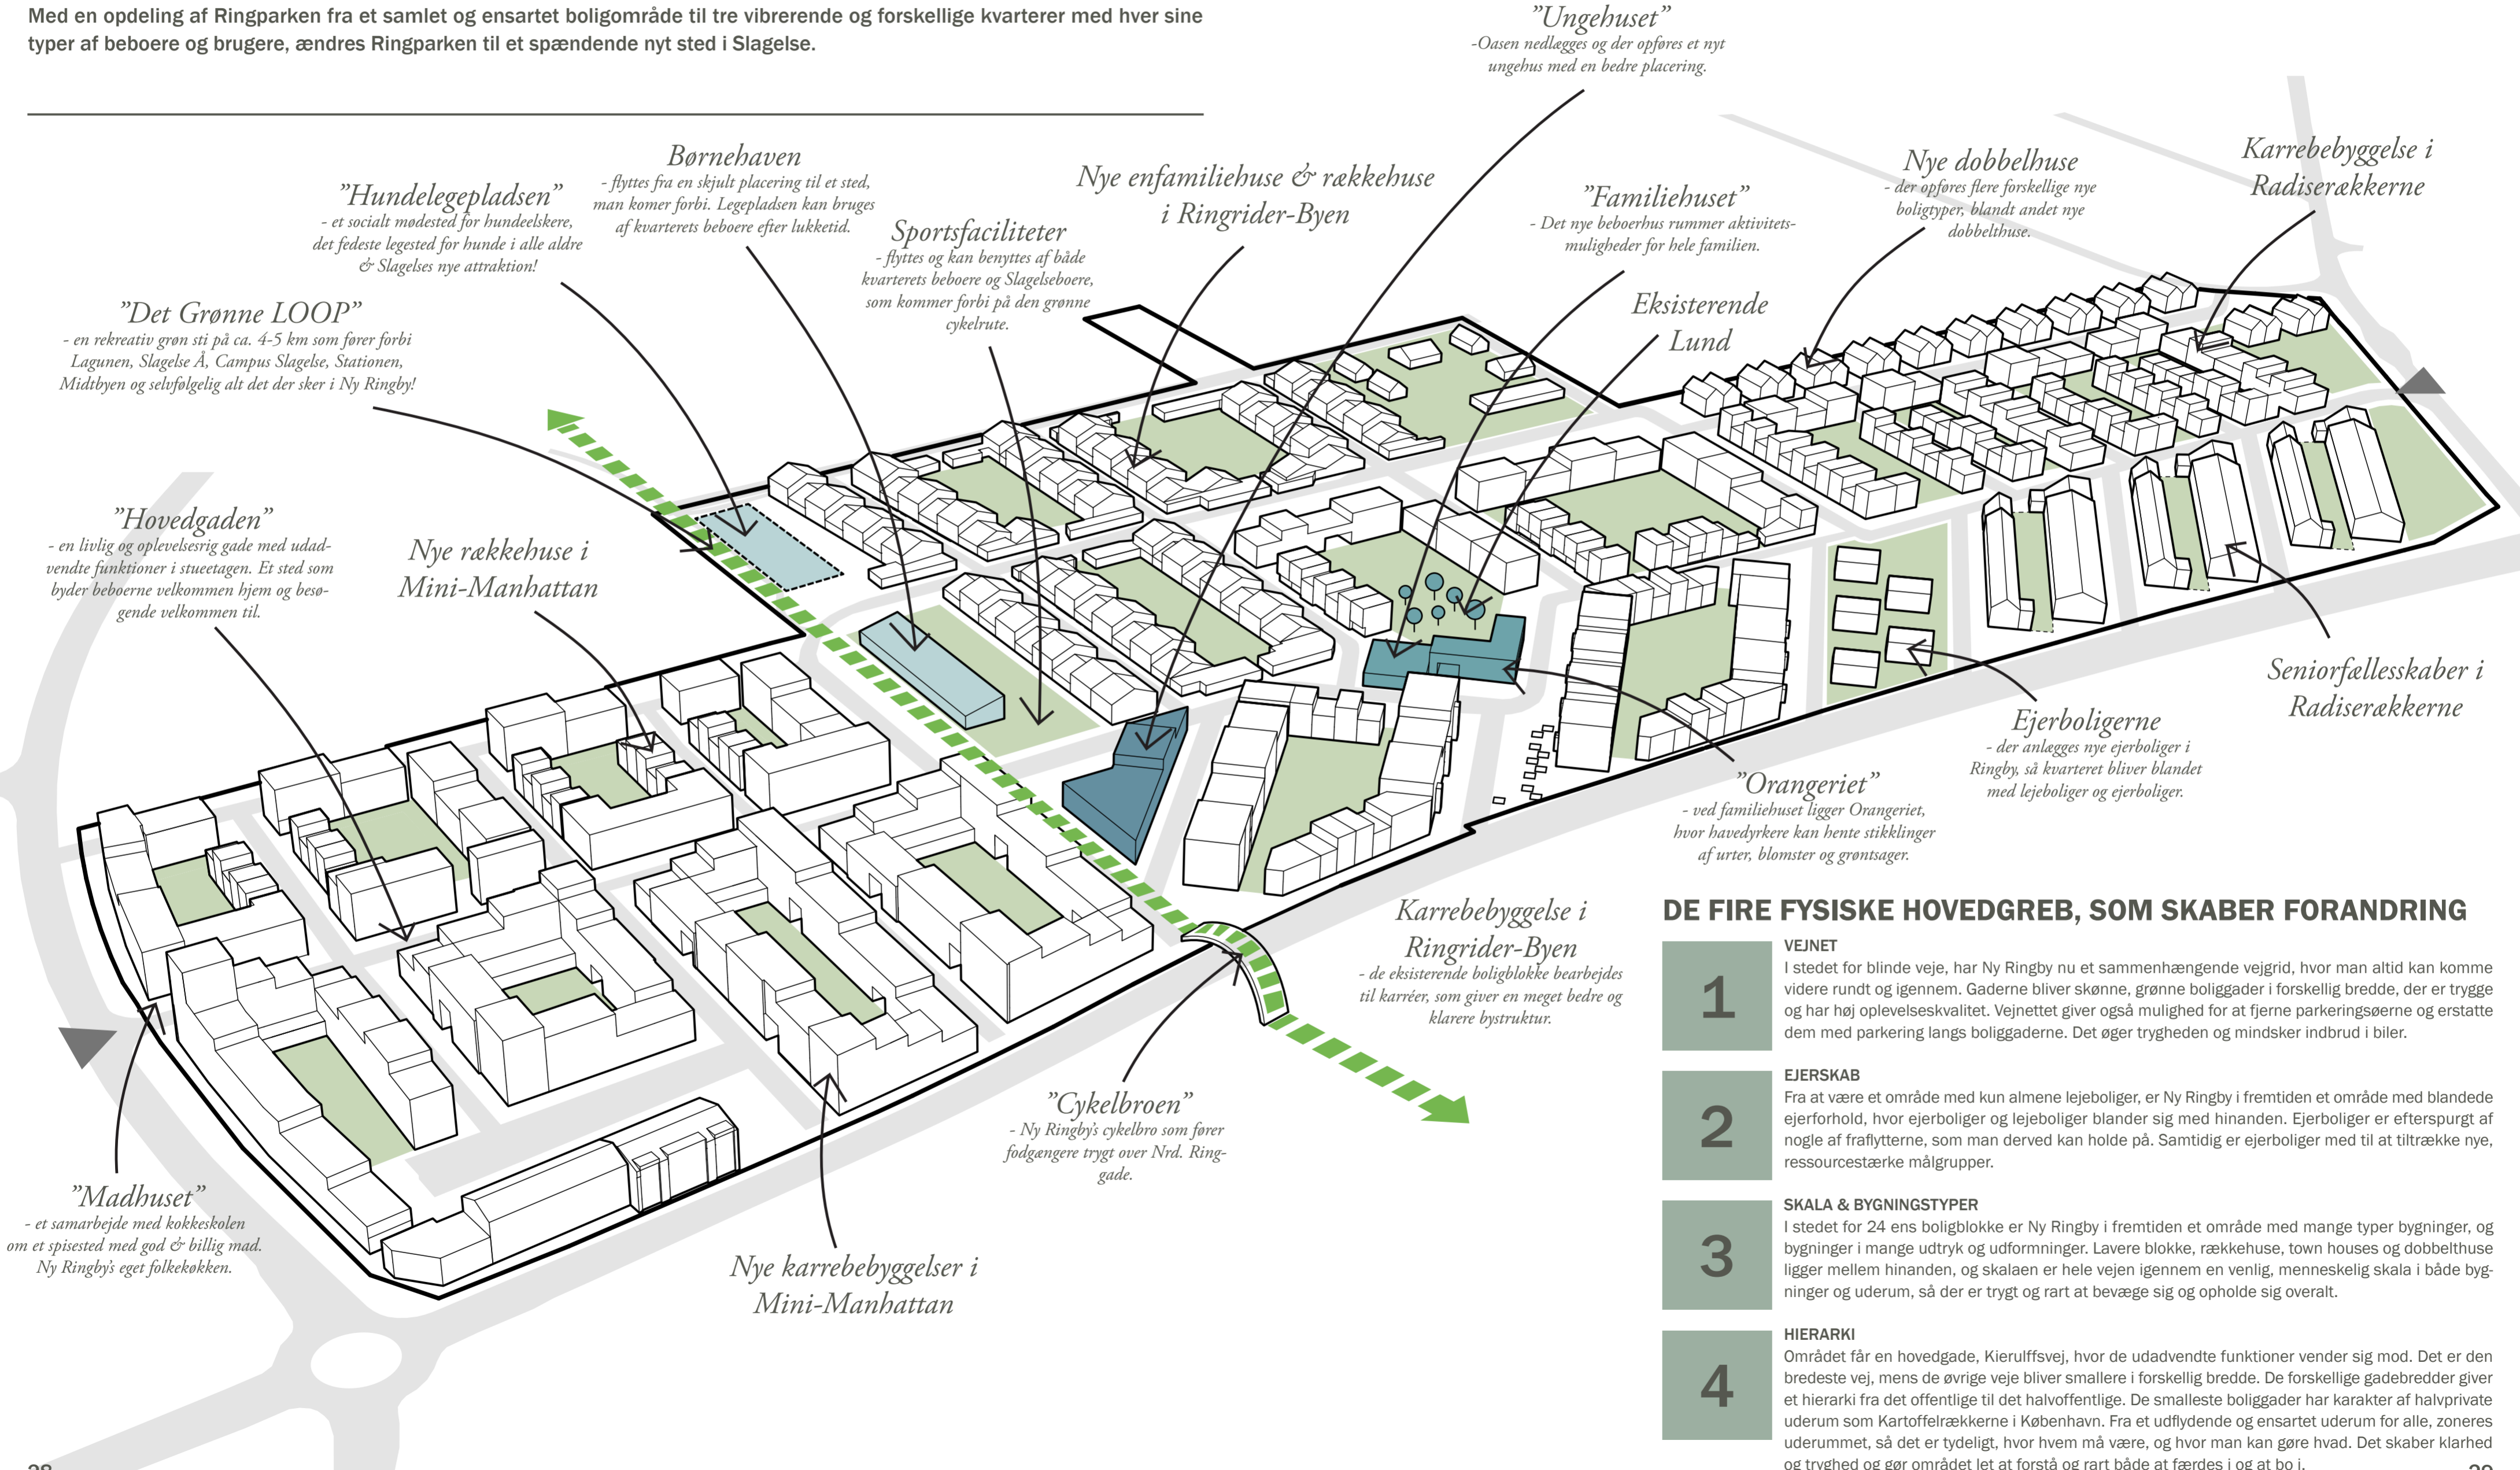 Med en opdeling af Ringparken fra et samlet og ensartet boligområde til tre vibrerende og forskellige kvarterer med hver sine
typer af beboere og brugere, ændres Ringparken til et spændende nyt sted i Slagelse.
”Ungehuset”
-Oasen nedlægges og der opføres et nyt
ungehus med en bedre placering.
Børnehaven
- flyttes fra en skjult placering til et sted,
man komer forbi. Legepladsen kan bruges
af kvarterets beboere efter lukketid.
”Hundelegepladsen”
- et socialt mødested for hundeelskere,
det fedeste legested for hunde i alle aldre
& Slagelses nye attraktion!
Sportsfaciliteter
- flyttes og kan benyttes af både
kvarterets beboere og Slagelseboere,
som kommer forbi på den grønne
cykelrute.
Nye enfamiliehuse & rækkehuse
i Ringrider-Byen
”Familiehuset”
- Det nye beboerhus rummer aktivitets-
muligheder for hele familien.
Nye dobbelhuse
- der opføres flere forskellige nye
boligtyper, blandt andet nye
dobbelthuse.
Karrebebyggelse i
Radiserækkerne
Eksisterende
Lund
”Det Grønne LOOP”
- en rekreativ grøn sti på ca. 4-5 km som fører forbi
Lagunen, Slagelse Å, Campus Slagelse, Stationen,
Midtbyen og selvfølgelig alt det der sker i Ny Ringby!
”Hovedgaden”
- en livlig og oplevelsesrig gade med udad-
vendte funktioner i stueetagen. Et sted som
byder beboerne velkommen hjem og besø-
gende velkommen til.
Nye rækkehuse i
Mini-Manhattan
Seniorfællesskaber i
Radiserækkerne
Ejerboligerne
- der anlægges nye ejerboliger i
Ringby, så kvarteret bliver blandet
med lejeboliger og ejerboliger.
”Orangeriet”
- ved familiehuset ligger Orangeriet,
hvor havedyrkere kan hente stikklinger
af urter, blomster og grøntsager.
Karrebebyggelse i
Ringrider-Byen
- de eksisterende boligblokke bearbejdes
til karréer, som giver en meget bedre og
klarere bystruktur.
”Cykelbroen”
- Ny Ringby's cykelbro som fører
fodgængere trygt over Nrd. Ring-
gade.
”Madhuset”
- et samarbejde med kokkeskolen
om et spisested med god & billig mad.
Ny Ringby's eget folkekøkken.
Nye karrebebyggelser i
Mini-Manhattan
DE FIRE FYSISKE HOVEDGREB, SOM SKABER FORANDRING
1
VEJNET
I stedet for blinde veje, har Ny Ringby nu et sammenhængende vejgrid, hvor man altid kan komme
videre rundt og igennem. Gaderne bliver skønne, grønne boliggader i forskellig bredde, der er trygge
og har høj oplevelseskvalitet. Vejnettet giver også mulighed for at fjerne parkeringsøerne og erstatte
dem med parkering langs boliggaderne. Det øger trygheden og mindsker indbrud i biler.
2
EJERSKAB
Fra at være et område med kun almene lejeboliger, er Ny Ringby i fremtiden et område med blandede
ejerforhold, hvor ejerboliger og lejeboliger blander sig med hinanden. Ejerboliger er efterspurgt af
nogle af fraflytterne, som man derved kan holde på. Samtidig er ejerboliger med til at tiltrække nye,
ressourcestærke målgrupper.
3
SKALA & BYGNINGSTYPER
I stedet for 24 ens boligblokke er Ny Ringby i fremtiden et område med mange typer bygninger, og
bygninger i mange udtryk og udformninger. Lavere blokke, rækkehuse, town houses og dobbelthuse
ligger mellem hinanden, og skalaen er hele vejen igennem en venlig, menneskelig skala i både byg-
ninger og uderum, så der er trygt og rart at bevæge sig og opholde sig overalt.
4
HIERARKI
Området får en hovedgade, Kierulffsvej, hvor de udadvendte funktioner vender sig mod. Det er den
bredeste vej, mens de øvrige veje bliver smallere i forskellig bredde. De forskellige gadebredder giver
et hierarki fra det offentlige til det halvoffentlige. De smalleste boliggader har karakter af halvprivate
uderum som Kartoffelrækkerne i København. Fra et udflydende og ensartet uderum for alle, zoneres
uderummet, så det er tydeligt, hvor hvem må være, og hvor man kan gøre hvad. Det skaber klarhed
og tryghed og gør området let at forstå og rart både at færdes i og at bo i.